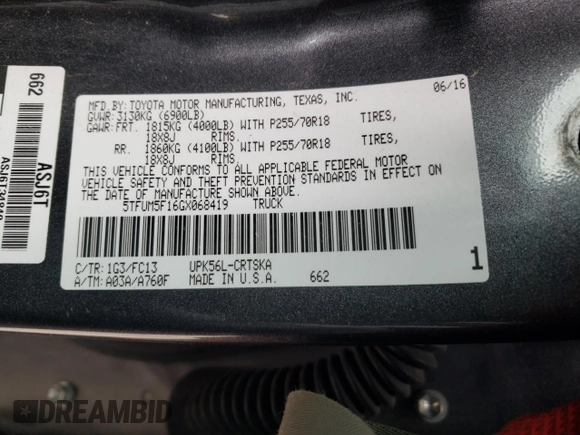 MFD.BY:TOYOTA MOTOR MANUFACTURING, TEXAS, INC. 06/16
GVWR:3130KG (6900LB)
GAWR:FRT. 1815KG (4000LB) WITH P255/70R18 TIRES,
18X8J RIMS,
RR. 1860KG (4100LB) WITH P255/70R18 TIRES,
18X8J RIMS,
THIS VEHICLE CONFORMS TO ALL APPLICABLE FEDERAL MOTOR
VEHICLE SAFETY AND THEFT PREVENTION STANDARDS IN EFFECT ON
THE DATE OF MANUFACTURE SHOWN ABOVE.
5TFUM5F16GX068419 TRUCK
C/TR: 1G3/FC13 UPK56L-CRTSKA
A/TM: A03A/A760F MADE IN U.S.A. 662
1
662
ASJ6T
DREAMBID